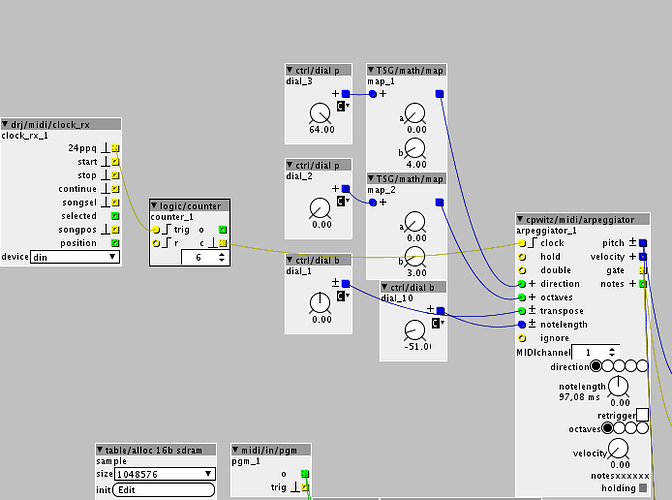 ctrl/dial p
dial_3
+
C
64.00
TSG/math/map
map_1
+
a
0.00
b
4.00
drj/midi/clock_rx
clock_rx_1
24ppq
start
stop
continue
songsel
selected
songpos
position
device din
logic/counter
counter_1
trig o
r c
6
ctrl/dial p
dial_2
+
C
0.00
TSG/math/map
map_2
+
a
0.00
b
3.00
ctrl/dial b
dial_1
±
C
0.00
ctrl/dial b
dial_10
±
C
-51.0
cpwitz/midi/arpeggiator
arpeggiator_1
clock pitch ±
hold velocity +
double gate
+ direction notes +
+ octaves
± transpose
± notelength
ignore
MIDIchannel 1
direction
notelength
97,08 ms
0.00
retrigger
octaves
velocity
0.00
notesxxxxxx
holding
table/alloc 16b sdram
sample
size 1048576
init Edit
midi/in/pgm
pgm_1
o
trig